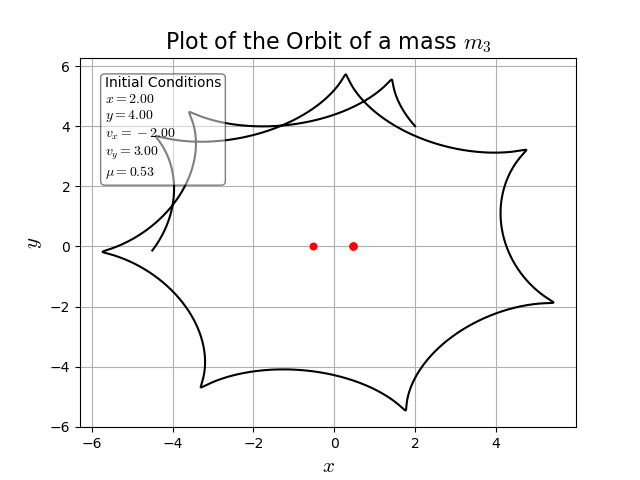 Plot of the Orbit of a mass m₃
Initial Conditions
x = 2.00
y = 4.00
vₓ = −2.00
v_y = 3.00
μ = 0.53
6
4
2
0
−2
−4
−6
y
−6
−4
−2
0
2
4
x